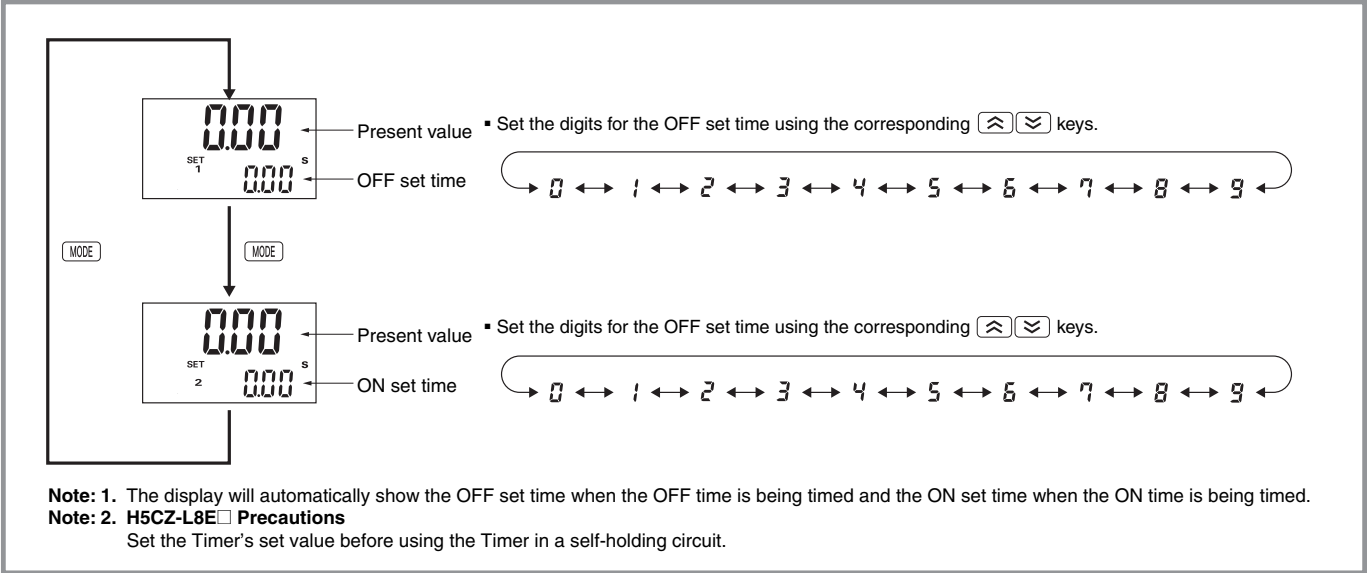 0.00
Present value
▪ Set the digits for the OFF set time using the corresponding keys.
SET
1
s
0.00
OFF set time
0 1 2 3 4 5 6 7 8 9
MODE
MODE
0.00
Present value
▪ Set the digits for the OFF set time using the corresponding keys.
SET
2
s
0.00
ON set time
0 1 2 3 4 5 6 7 8 9
Note: 1. The display will automatically show the OFF set time when the OFF time is being timed and the ON set time when the ON time is being timed.
Note: 2. H5CZ-L8E□ Precautions
Set the Timer's set value before using the Timer in a self-holding circuit.